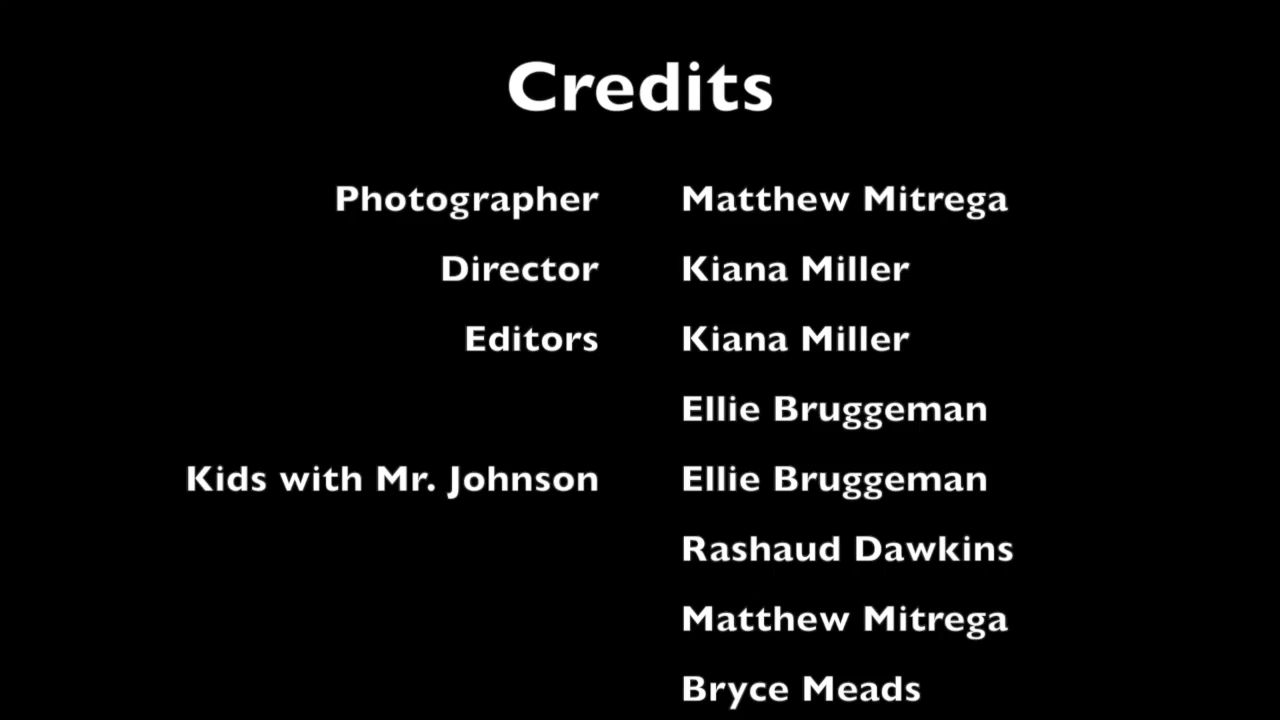 Credits
Photographer Matthew Mitrega
Director Kiana Miller
Editors Kiana Miller
Ellie Bruggeman
Kids with Mr. Johnson Ellie Bruggeman
Rashaud Dawkins
Matthew Mitrega
Bryce Meads